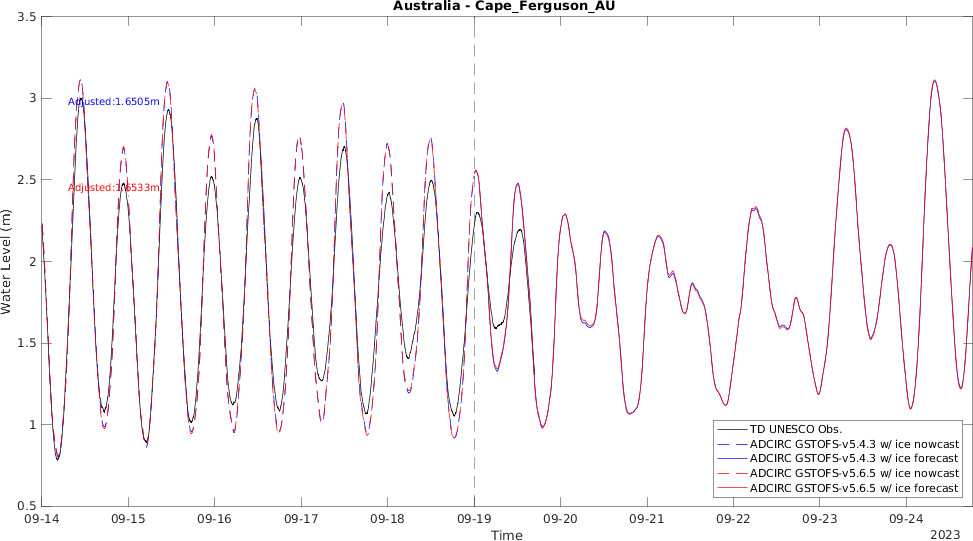 Australia - Cape_Ferguson_AU
3.5
3
2.5
2
1.5
1
0.5
Water Level (m)
Adjusted:1.6505m
Adjusted:1.6533m
TD UNESCO Obs.
ADCIRC GSTOFS-v5.4.3 w/ ice nowcast
ADCIRC GSTOFS-v5.4.3 w/ ice forecast
ADCIRC GSTOFS-v5.6.5 w/ ice nowcast
ADCIRC GSTOFS-v5.6.5 w/ ice forecast
09-14 09-15 09-16 09-17 09-18 09-19 09-20 09-21 09-22 09-23 09-24
Time
2023